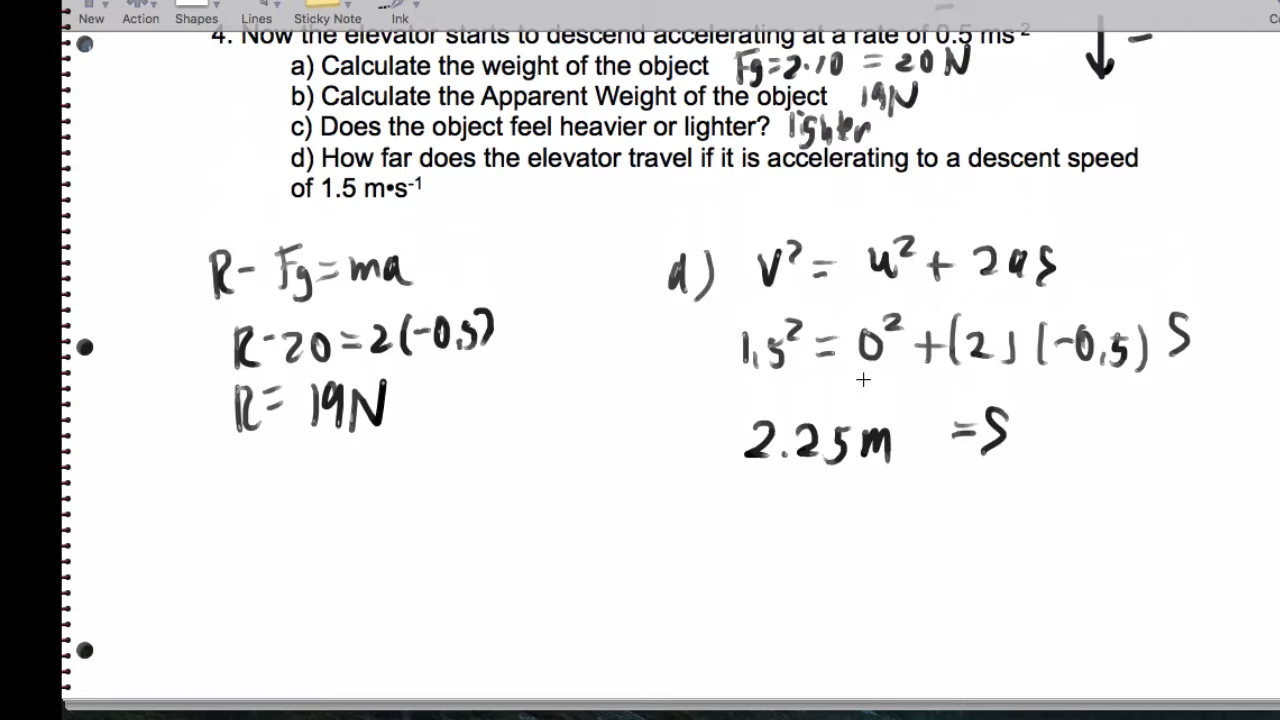 New Action Shapes Lines Sticky Note Ink
4. Now the elevator starts to descend accelerating at a rate of 0.5 ms⁻²
a) Calculate the weight of the object Fg=2·10 = 20N
b) Calculate the Apparent Weight of the object 19N
c) Does the object feel heavier or lighter? lighter
d) How far does the elevator travel if it is accelerating to a descent speed
of 1.5 m•s⁻¹
R- Fg=ma
R-20=2(-0.5)
R= 19N
d) V²= u²+2as
1.5²=0²+(2)(-0.5)S
2.25m =S